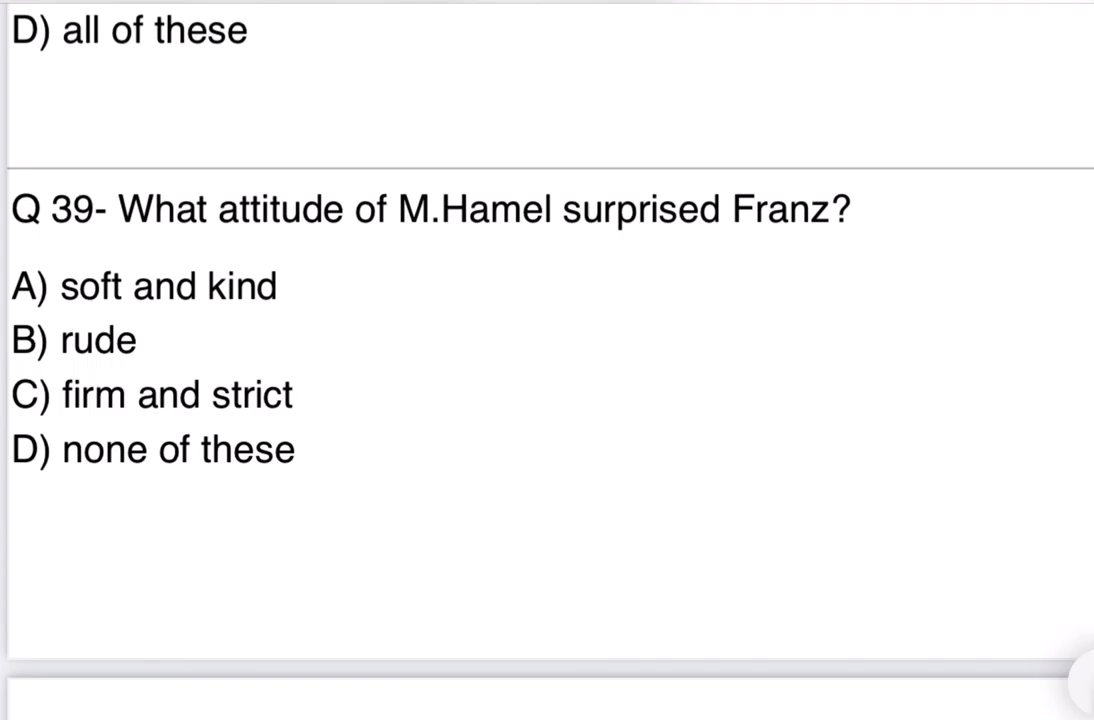 D) all of these
Q 39- What attitude of M.Hamel surprised Franz?
A) soft and kind
B) rude
C) firm and strict
D) none of these